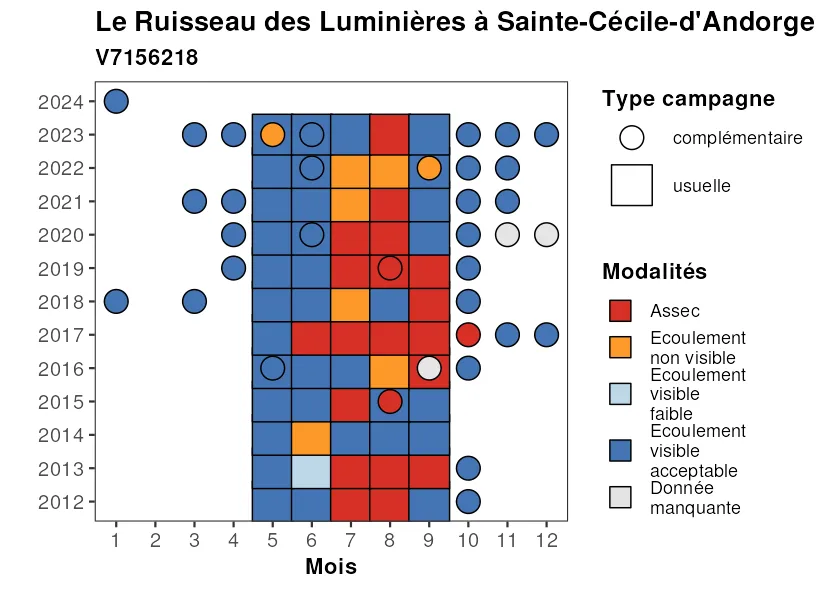 Le Ruisseau des Luminières à Sainte-Cécile-d'Andorge
V7156218
2024
2023
2022
2021
2020
2019
2018
2017
2016
2015
2014
2013
2012
1 2 3 4 5 6 7 8 9 10 11 12
Mois
Type campagne
complémentaire
usuelle
Modalités
Assec
Ecoulement
non visible
Ecoulement
visible
faible
Ecoulement
visible
acceptable
Donnée
manquante